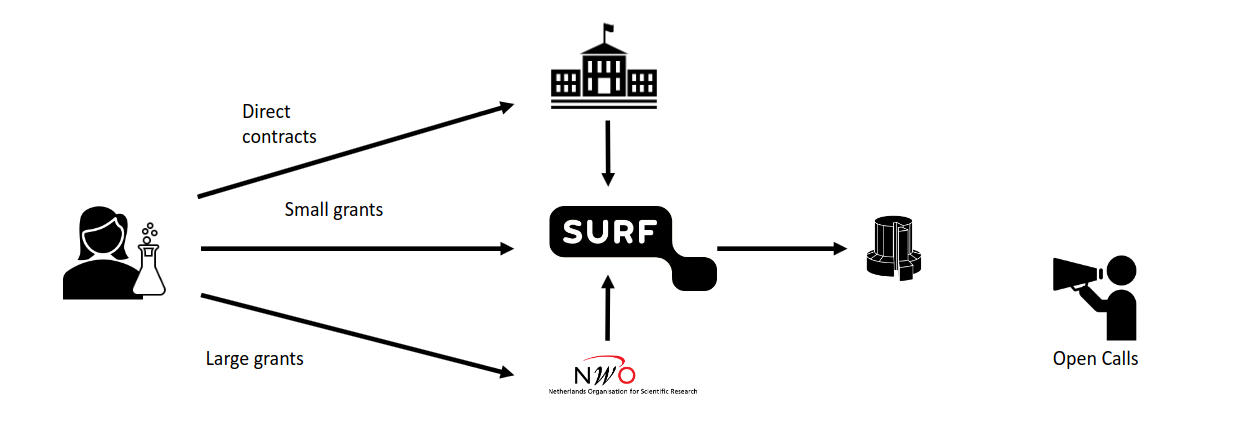 Direct
contracts
Small grants
SURF
Large grants
NWO
Netherlands Organisation for Scientific Research
Open Calls